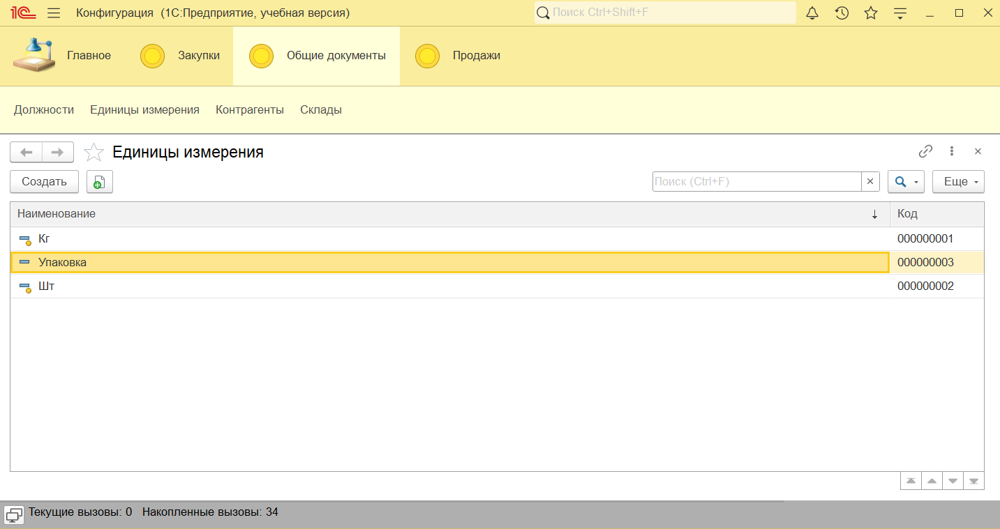 1С Конфигурация (1С:Предприятие, учебная версия) Поиск Ctrl+Shift+F
Главное Закупки Общие документы Продажи
Должности Единицы измерения Контрагенты Склады
Единицы измерения
Создать Поиск (Ctrl+F) × Еще
Наименование ↓ Код
Кг 000000001
Упаковка 000000003
Шт 000000002
Текущие вызовы: 0 Накопленные вызовы: 34